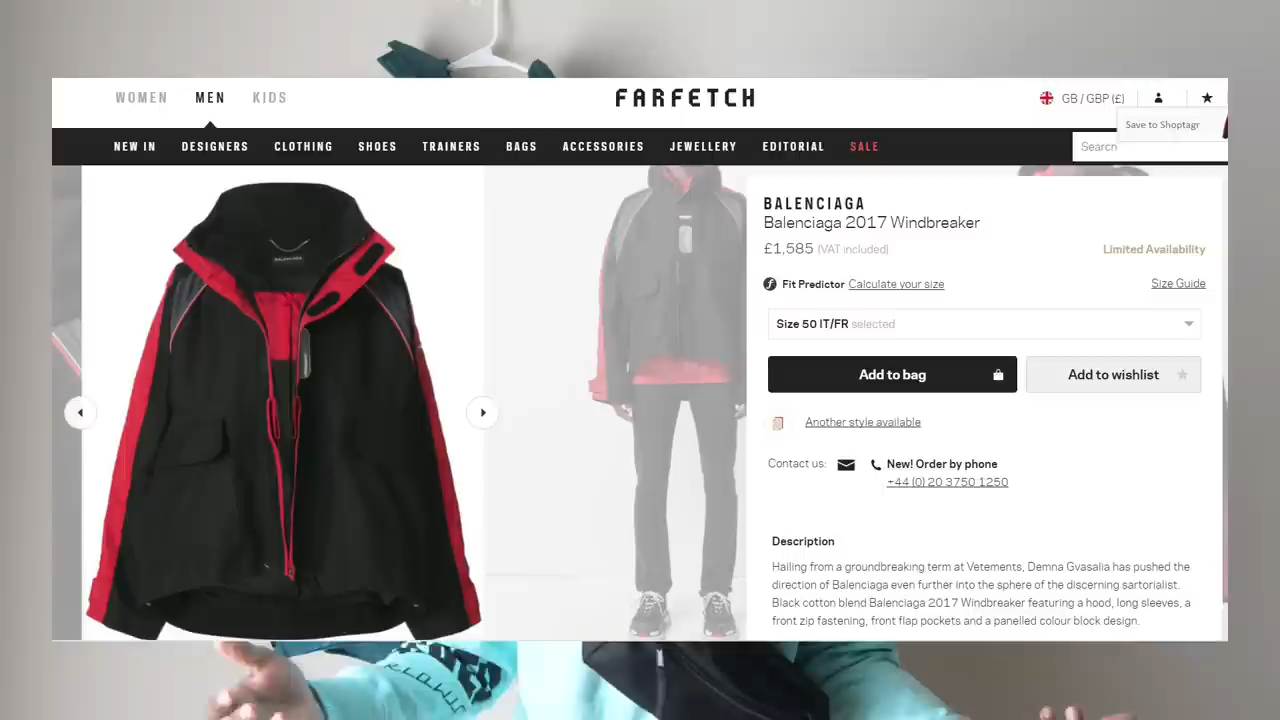 WOMEN MEN KIDS
FARFETCH
GB / GBP (£)
Save to Shoptagr
NEW IN DESIGNERS CLOTHING SHOES TRAINERS BAGS ACCESSORIES JEWELLERY EDITORIAL SALE
Search
BALENCIAGA
Balenciaga 2017 Windbreaker
£1,585 (VAT included)
Limited Availability
Fit Predictor Calculate your size
Size Guide
Size 50 IT/FR selected
Add to bag
Add to wishlist
Another style available
Contact us:
New! Order by phone
+44 (0) 20 3750 1250
Description
Hailing from a groundbreaking term at Vetements, Demna Gvasalia has pushed the
direction of Balenciaga even further into the sphere of the discerning sartorialist.
Black cotton blend Balenciaga 2017 Windbreaker featuring a hood, long sleeves, a
front zip fastening, front flap pockets and a panelled colour block design.
BALENCIAGA